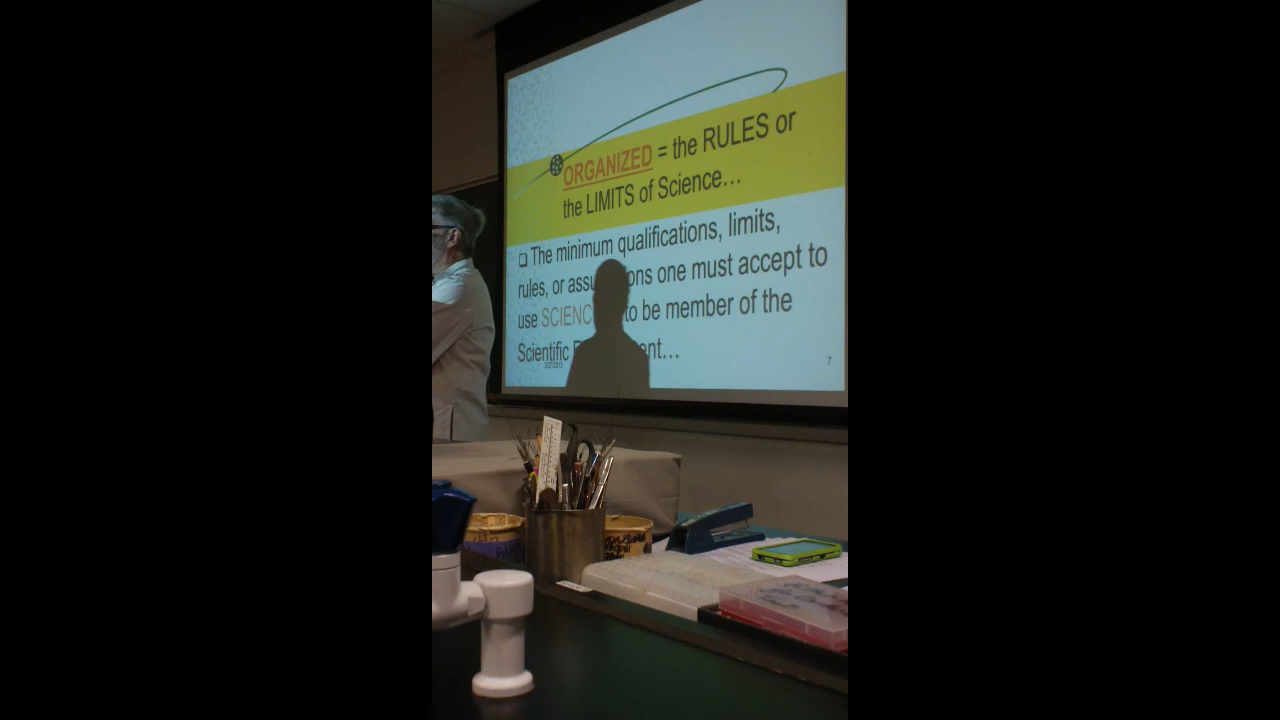 ORGANIZED = the RULES or
the LIMITS of Science…
❑ The minimum qualifications, limits,
rules, or assu ons one must accept to
use SCIENC to be member of the
Scientific ent…
7